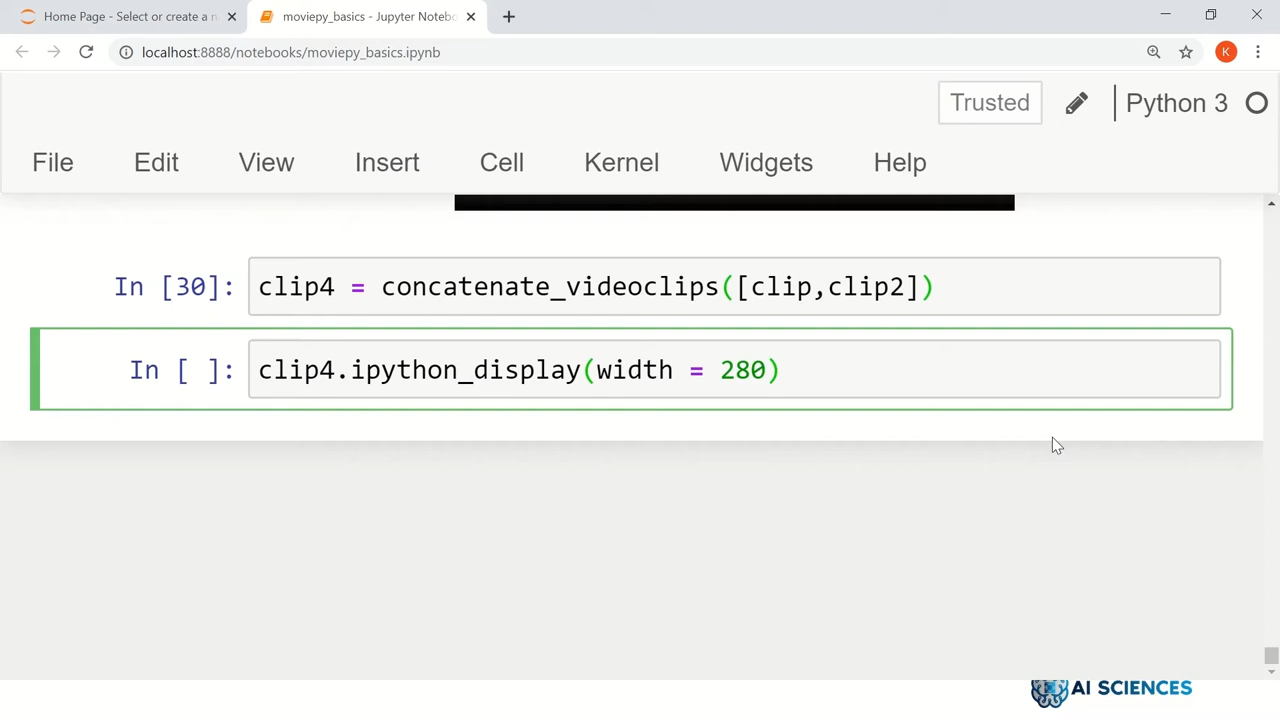 Home Page - Select or create a n
moviepy_basics - Jupyter Notebo
localhost:8888/notebooks/moviepy_basics.ipynb
K
Trusted
Python 3
File Edit View Insert Cell Kernel Widgets Help
In [30]: clip4 = concatenate_videoclips([clip,clip2])
In [ ]: clip4.ipython_display(width = 280)
AI SCIENCES